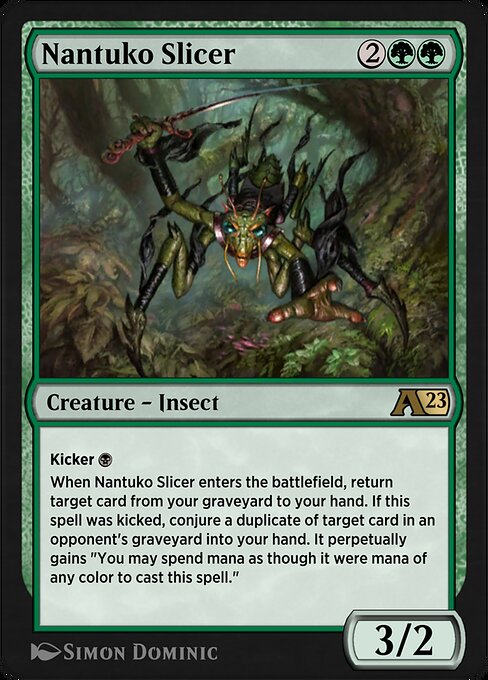 Nantuko Slicer 2
Creature – Insect A 23
Kicker
When Nantuko Slicer enters the battlefield, return
target card from your graveyard to your hand. If this
spell was kicked, conjure a duplicate of target card in an
opponent's graveyard into your hand. It perpetually
gains "You may spend mana as though it were mana of
any color to cast this spell."
3/2
Simon Dominic